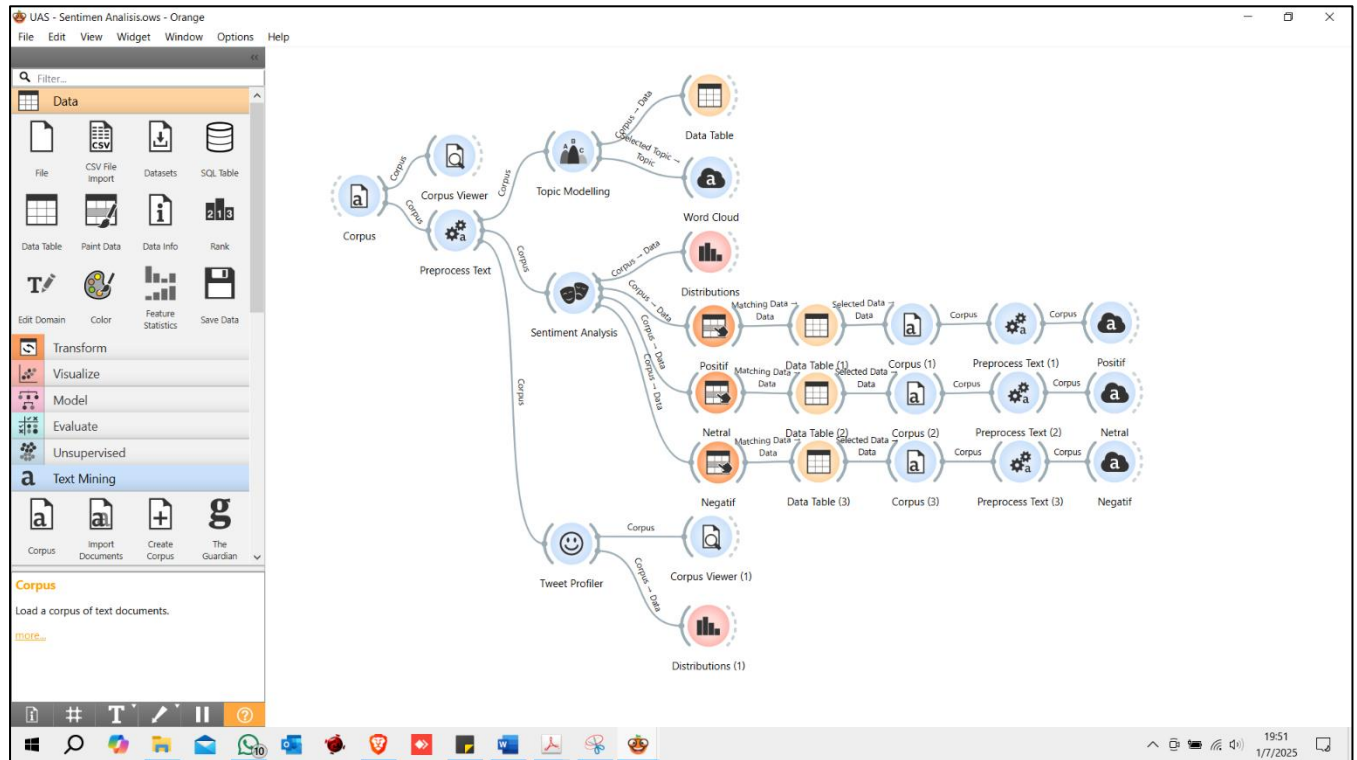 UAS - Sentimen Analisis.ows - Orange
File Edit View Widget Window Options Help
Filter...
Data
File
CSV File Import
Datasets
SQL Table
Data Table
Paint Data
Data Info
Rank
Edit Domain
Color
Feature Statistics
Save Data
Transform
Visualize
Model
Evaluate
Unsupervised
Text Mining
Corpus
Import Documents
Create Corpus
The Guardian
Corpus
Load a corpus of text documents.
more...
Corpus
Corpus
Corpus Viewer
Corpus
Preprocess Text
Corpus
Topic Modelling
Corpus → Data
Data Table
Selected Topic → Topic
Word Cloud
Corpus
Sentiment Analysis
Corpus → Data
Distributions
Corpus → Data
Positif
Matching Data → Data
Data Table (1)
Selected Data → Data
Corpus (1)
Corpus
Preprocess Text (1)
Corpus
Positif
Corpus → Data
Netral
Matching Data → Data
Data Table (2)
Selected Data → Data
Corpus (2)
Corpus
Preprocess Text (2)
Corpus
Netral
Corpus → Data
Negatif
Matching Data → Data
Data Table (3)
Selected Data → Data
Corpus (3)
Corpus
Preprocess Text (3)
Corpus
Negatif
Corpus
Tweet Profiler
Corpus
Corpus Viewer (1)
Corpus → Data
Distributions (1)
10
19:51
1/7/2025